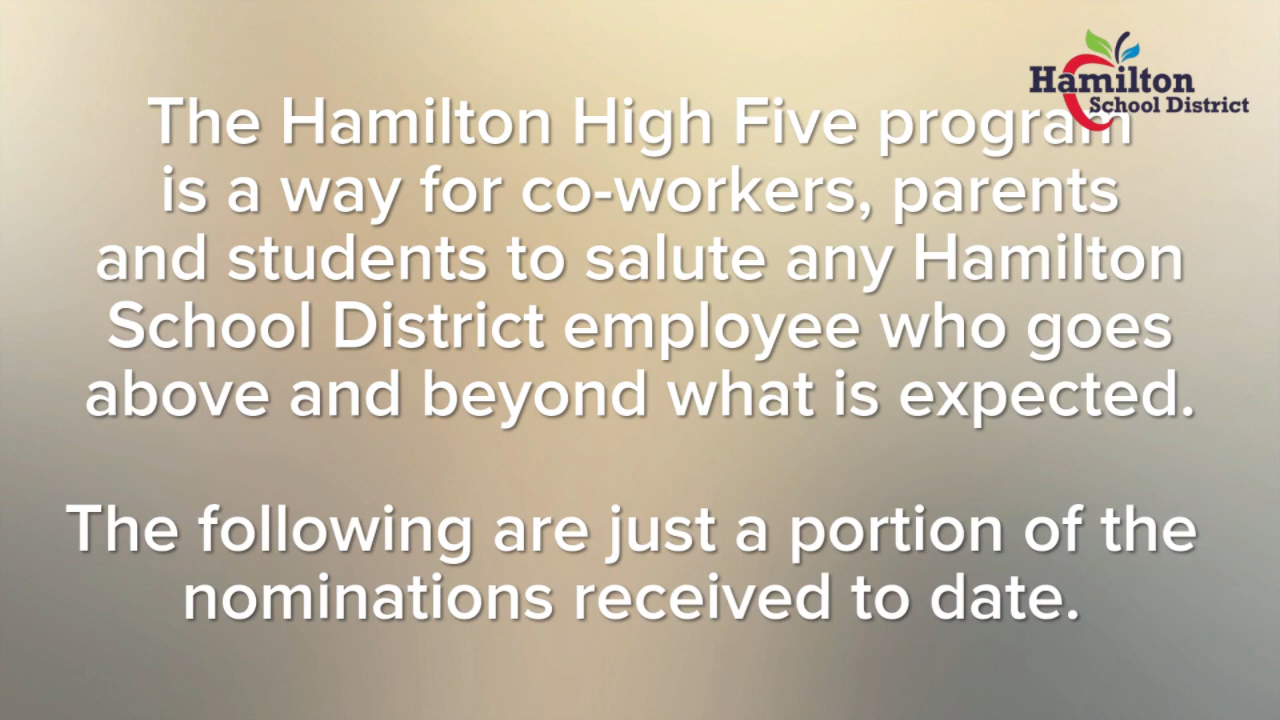 Hamilton
School District
The Hamilton High Five program
is a way for co-workers, parents
and students to salute any Hamilton
School District employee who goes
above and beyond what is expected.
The following are just a portion of the
nominations received to date.